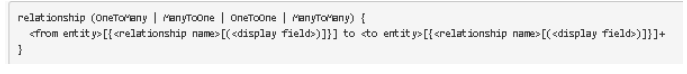 relationship (OneToMany | ManyToOne | OneToOne | ManyToMany) {
  <from entity>[{<relationship name>[(<display field>)]}] to <to entity>[{<relationship name>[(<display field>)]}]+
}